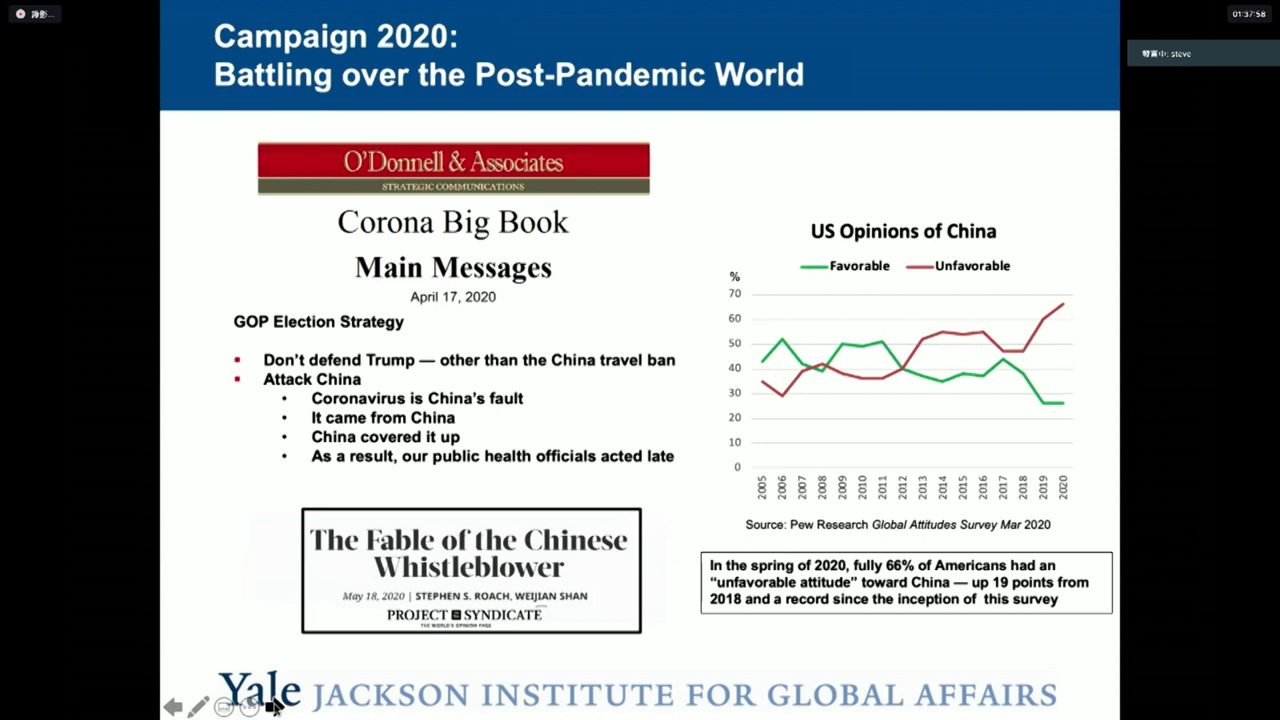 錄影...
01:37:58
發言中: steve
Campaign 2020:
Battling over the Post-Pandemic World
O'Donnell & Associates
STRATEGIC COMMUNICATIONS
Corona Big Book
Main Messages
April 17, 2020
GOP Election Strategy
Don't defend Trump — other than the China travel ban
Attack China
Coronavirus is China's fault
It came from China
China covered it up
As a result, our public health officials acted late
The Fable of the Chinese
Whistleblower
May 18, 2020 | STEPHEN S. ROACH, WEIJIAN SHAN
PROJECT SYNDICATE
THE WORLD'S OPINION PAGE
US Opinions of China
Favorable Unfavorable
%
70
60
50
40
30
20
10
0
2005 2006 2007 2008 2009 2010 2011 2012 2013 2014 2015 2016 2017 2018 2019 2020
Source: Pew Research Global Attitudes Survey Mar 2020
In the spring of 2020, fully 66% of Americans had an
“unfavorable attitude” toward China — up 19 points from
2018 and a record since the inception of this survey
Yale JACKSON INSTITUTE FOR GLOBAL AFFAIRS